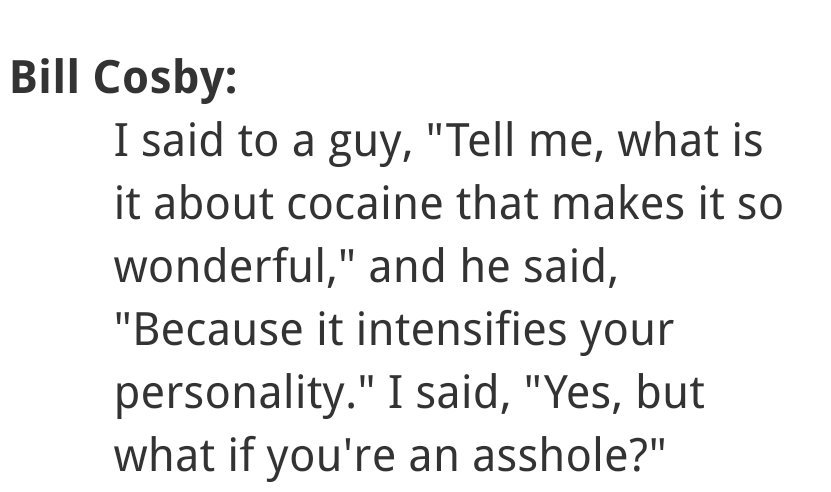 Bill Cosby:
I said to a guy, "Tell me, what is
it about cocaine that makes it so
wonderful," and he said,
"Because it intensifies your
personality." I said, "Yes, but
what if you're an asshole?"